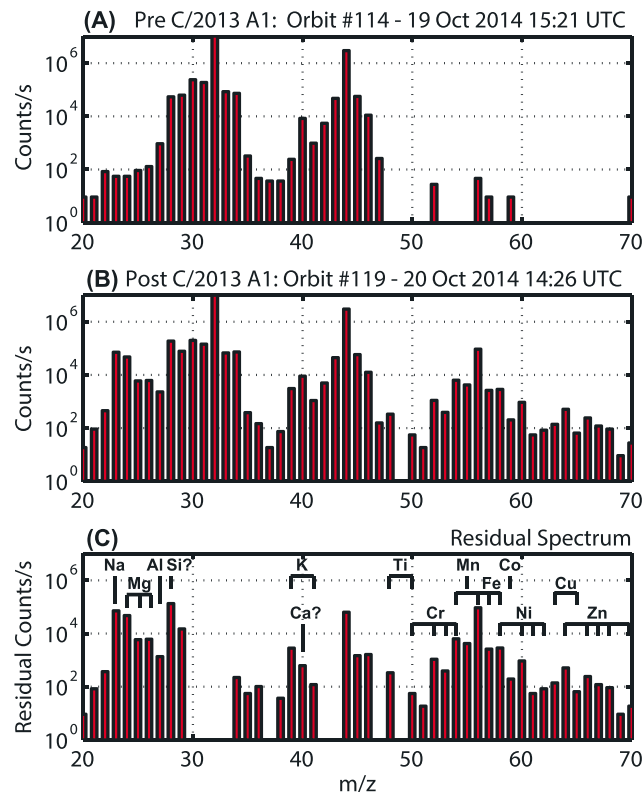 (A) Pre C/2013 A1: Orbit #114 - 19 Oct 2014 15:21 UTC
Counts/s
10^6
10^4
10^2
10^0
20 30 40 50 60 70
(B) Post C/2013 A1: Orbit #119 - 20 Oct 2014 14:26 UTC
Counts/s
10^6
10^4
10^2
10^0
20 30 40 50 60 70
(C) Residual Spectrum
Residual Counts/s
10^6
10^4
10^2
10^0
Na Al Si? K Ti Mn Co
Mg Fe Cu
Ca? Cr Ni Zn
20 30 40 50 60 70
m/z